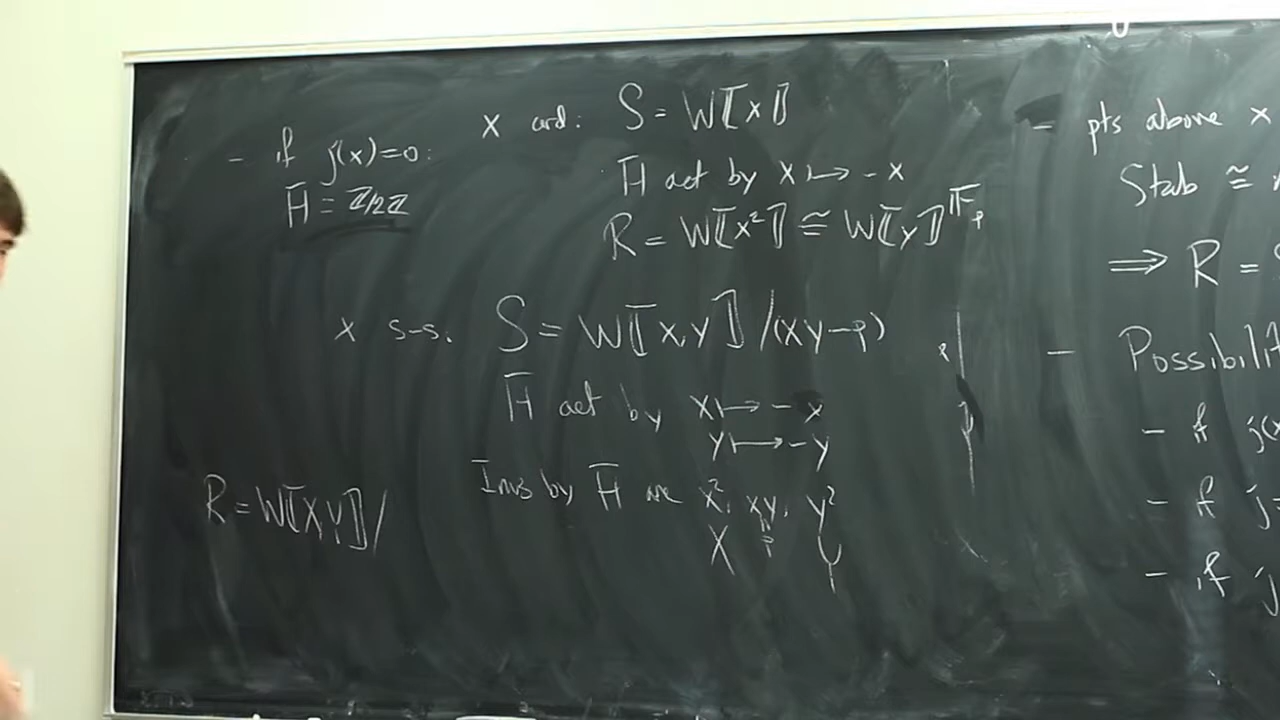 x ord: S = W⟦x⟧
- if j(x)=0:
H̄ = ℤ/2ℤ
H̄ act by x ↦ -x
R = W⟦x²⟧ ≅ W⟦y⟧
x s-s. S = W⟦x,y⟧/(xy-p)
H̄ act by x ↦ -x
y ↦ -y
Invs by H̄ are x², xy, y²
X p Y
R = W⟦X,Y⟧/
- pts above x
Stab ≅
⟹ R =
- Possibilit
- if j(x
- if j=
- if j